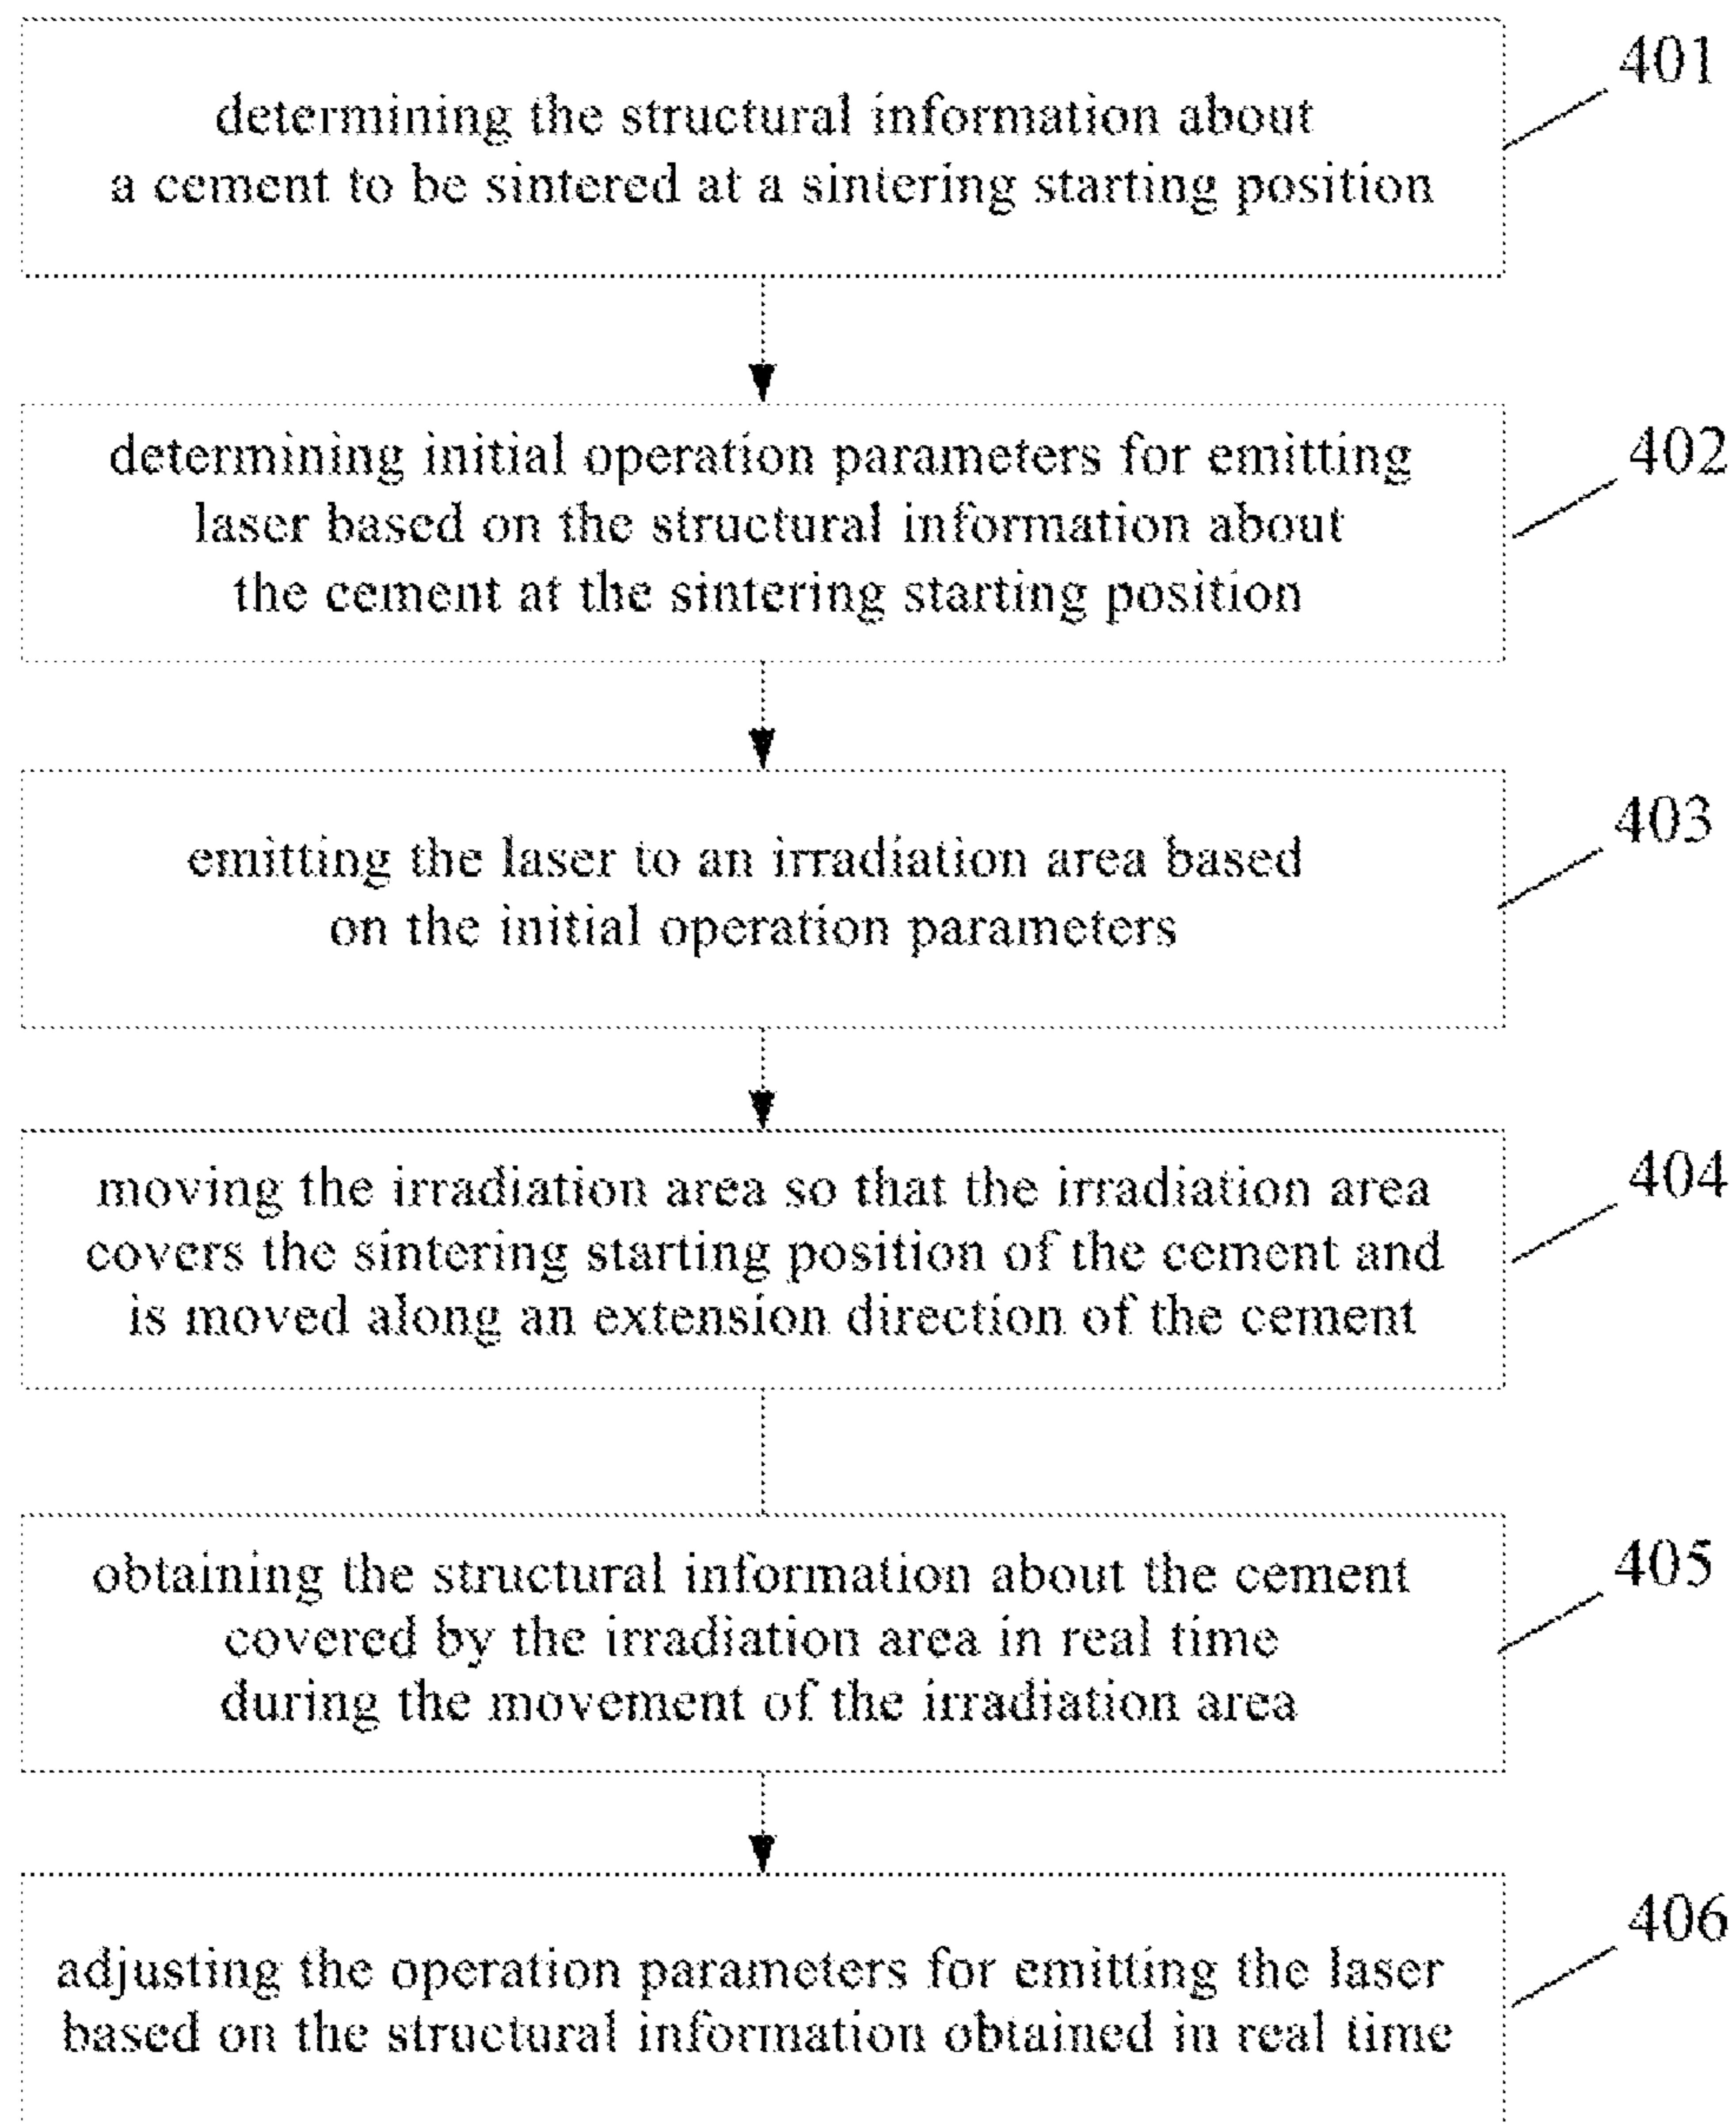 401
determining the structural information about
a cement to be sintered at a sintering starting position
402
determining initial operation parameters for emitting
laser based on the structural information about
the cement at the sintering starting position
403
emitting the laser to an irradiation area based
on the initial operation parameters
404
moving the irradiation area so that the irradiation area
covers the sintering starting position of the cement and
is moved along an extension direction of the cement
405
obtaining the structural information about the cement
covered by the irradiation area in real time
during the movement of the irradiation area
406
adjusting the operation parameters for emitting the laser
based on the structural information obtained in real time